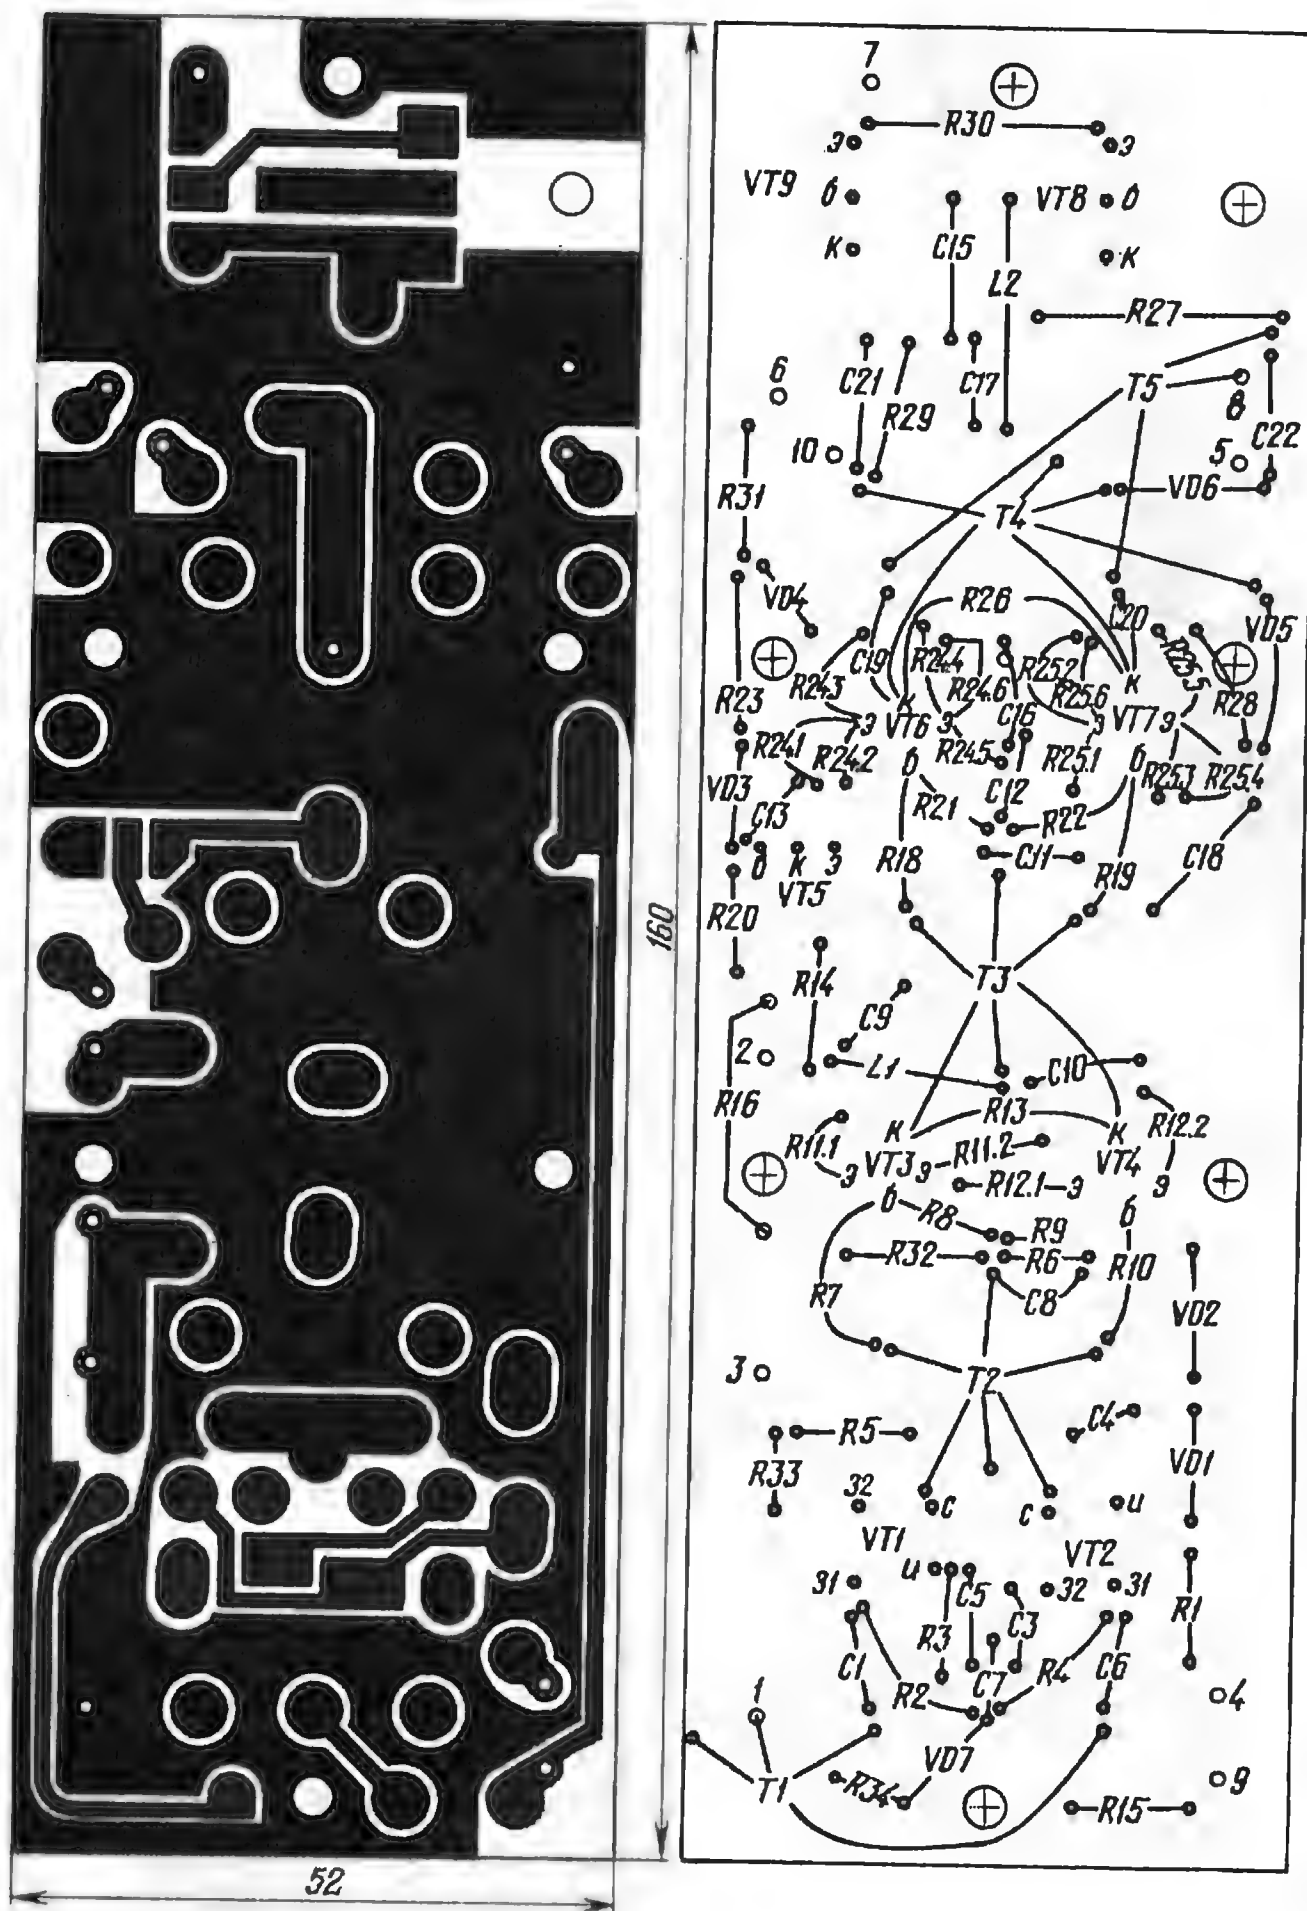 7
R30
э э
VT9 б VT8 б
к C15 к
L2
R27
6 C21 C17 T5
R29 8 C22
10 5
R31 VD6
T4
R26
VD4 C20 VD5
R24.3 C19 R24.4 R24.6 R25.2 R25.6 R25.5
R23 к C16 к R28
э VT6 э э VT7 э
R24.1 R24.2 б R24.5 R25.1 б R25.3 R25.4
VD3 C13 R21 C12 R22
б к э R18 C11 R19 C18
VT5
R20
160
R14 T3
C9
2 L1 C10
R16 R13
R11.1 к R11.2 к R12.2
э VT3 э VT4
R12.1 э э
б R8 R9 б
R32 R6 R10
R7 C8 VD2
3 T2
R5 C4
R33 VD1
32 с с и
VT1 VT2
31 и C5 32 31
R3 C3 R1
C1 R2 C7 R4 C6
1 4
VD7
T1 R34 9
R15
52